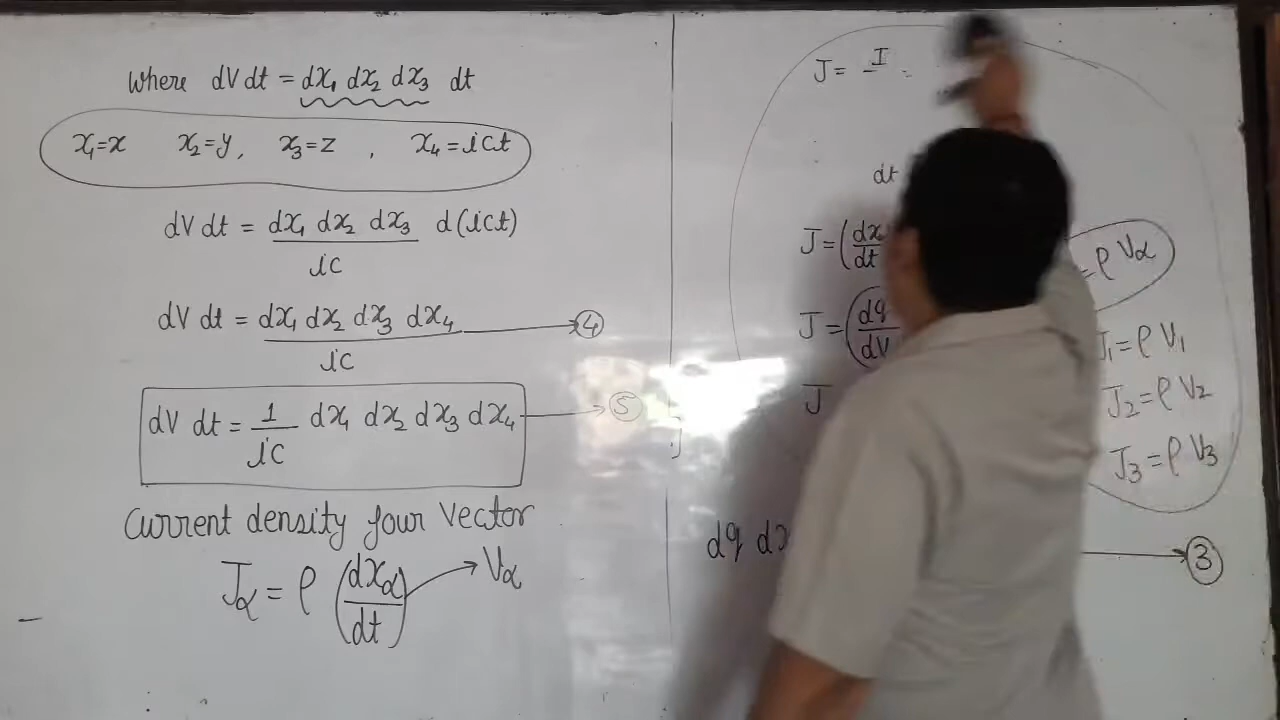 Where dV dt = dx₁ dx₂ dx₃ dt
x₁=x x₂=y, x₃=z , x₄=ict
dV dt = dx₁ dx₂ dx₃ d(ict) / ic
dV dt = dx₁ dx₂ dx₃ dx₄ / ic → 4
dV dt = 1/ic dx₁ dx₂ dx₃ dx₄ → 5
Current density four Vector
Jα = ρ (dxα/dt) → Vα
J = I
dt
J = (dx/dt
= ρ Vα
J = (dq/dV
J₁ = ρ V₁
J
J₂ = ρ V₂
J₃ = ρ V₃
dq dx → 3